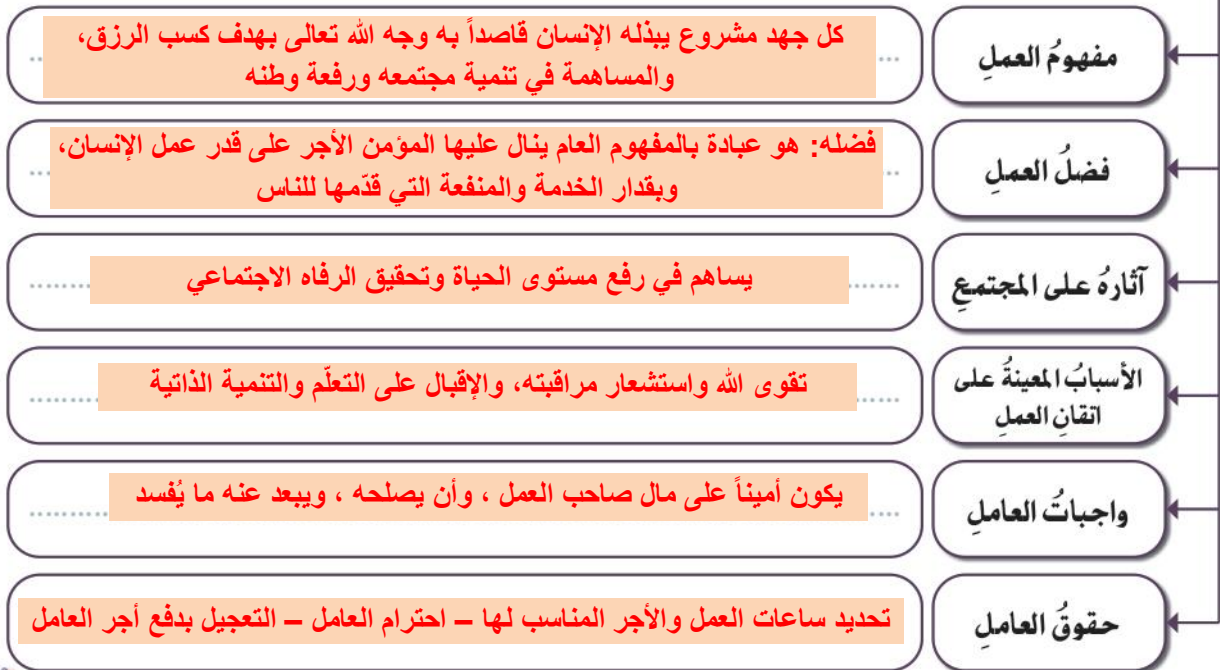 مفهومُ العملِ
كل جهد مشروع يبذله الإنسان قاصداً به وجه الله تعالى بهدف كسب الرزق،
والمساهمة في تنمية مجتمعه ورفعة وطنه
فضلُ العملِ
فضله: هو عبادة بالمفهوم العام ينال عليها المؤمن الأجر على قدر عمل الإنسان،
وبقدار الخدمة والمنفعة التي قدّمها للناس
آثارهُ على المجتمعِ
يساهم في رفع مستوى الحياة وتحقيق الرفاه الاجتماعي
الأسبابُ المعينةُ على
اتقانِ العملِ
تقوى الله واستشعار مراقبته، والإقبال على التعلّم والتنمية الذاتية
واجباتُ العاملِ
يكون أميناً على مال صاحب العمل ، وأن يصلحه ، ويبعد عنه ما يُفسد
حقوقُ العاملِ
تحديد ساعات العمل والأجر المناسب لها – احترام العامل – التعجيل بدفع أجر العامل